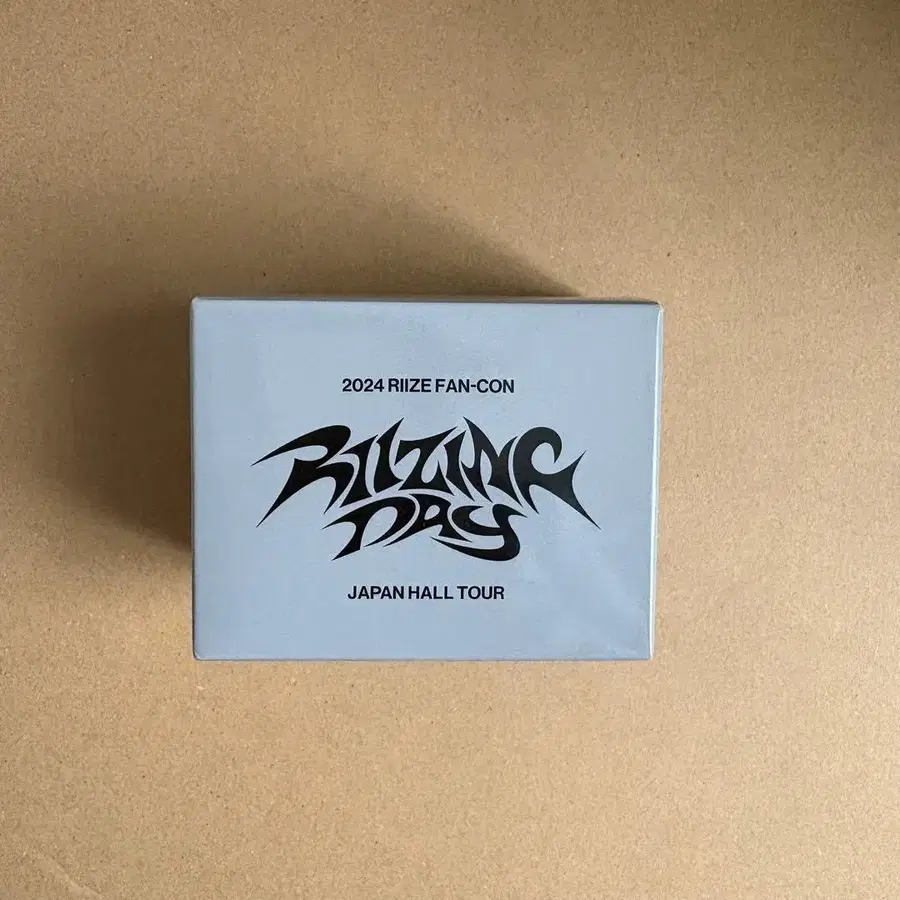 2024 RIIZE FAN-CON
RIIZING
DAY
JAPAN HALL TOUR